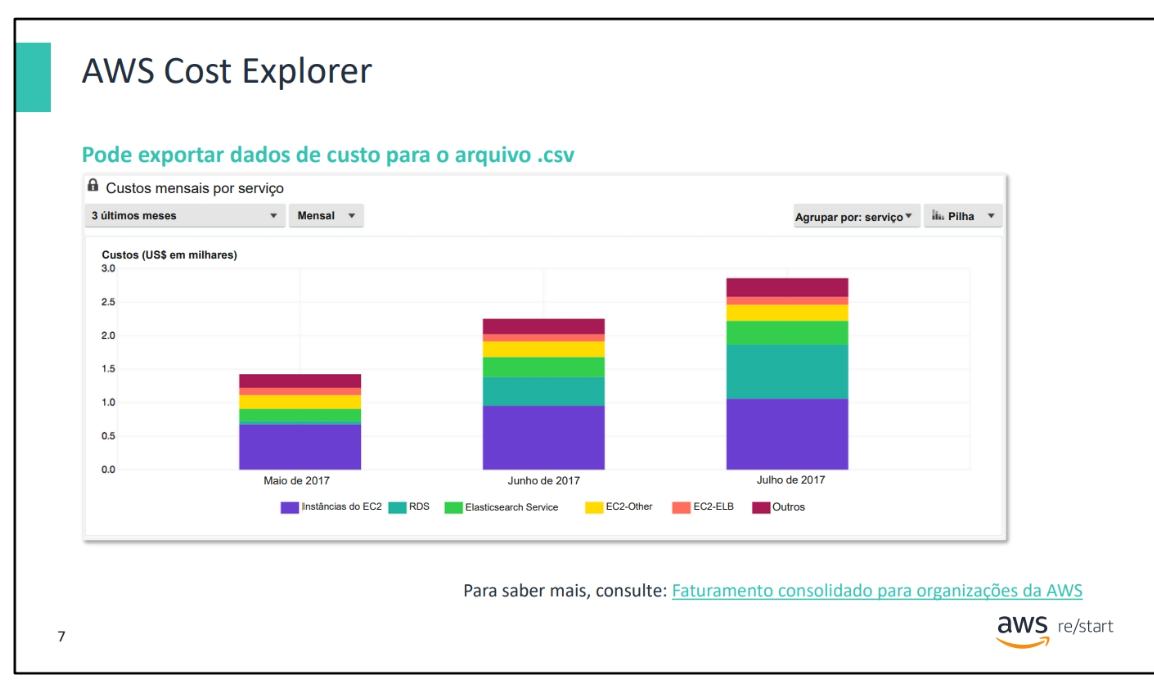 AWS Cost Explorer
Pode exportar dados de custo para o arquivo .csv
Custos mensais por serviço
3 últimos meses Mensal Agrupar por: serviço Pilha
Custos (US$ em milhares)
3.0
2.5
2.0
1.5
1.0
0.5
0.0
Maio de 2017 Junho de 2017 Julho de 2017
Instâncias do EC2 RDS Elasticsearch Service EC2-Other EC2-ELB Outros
Para saber mais, consulte: Faturamento consolidado para organizações da AWS
7 aws re/start